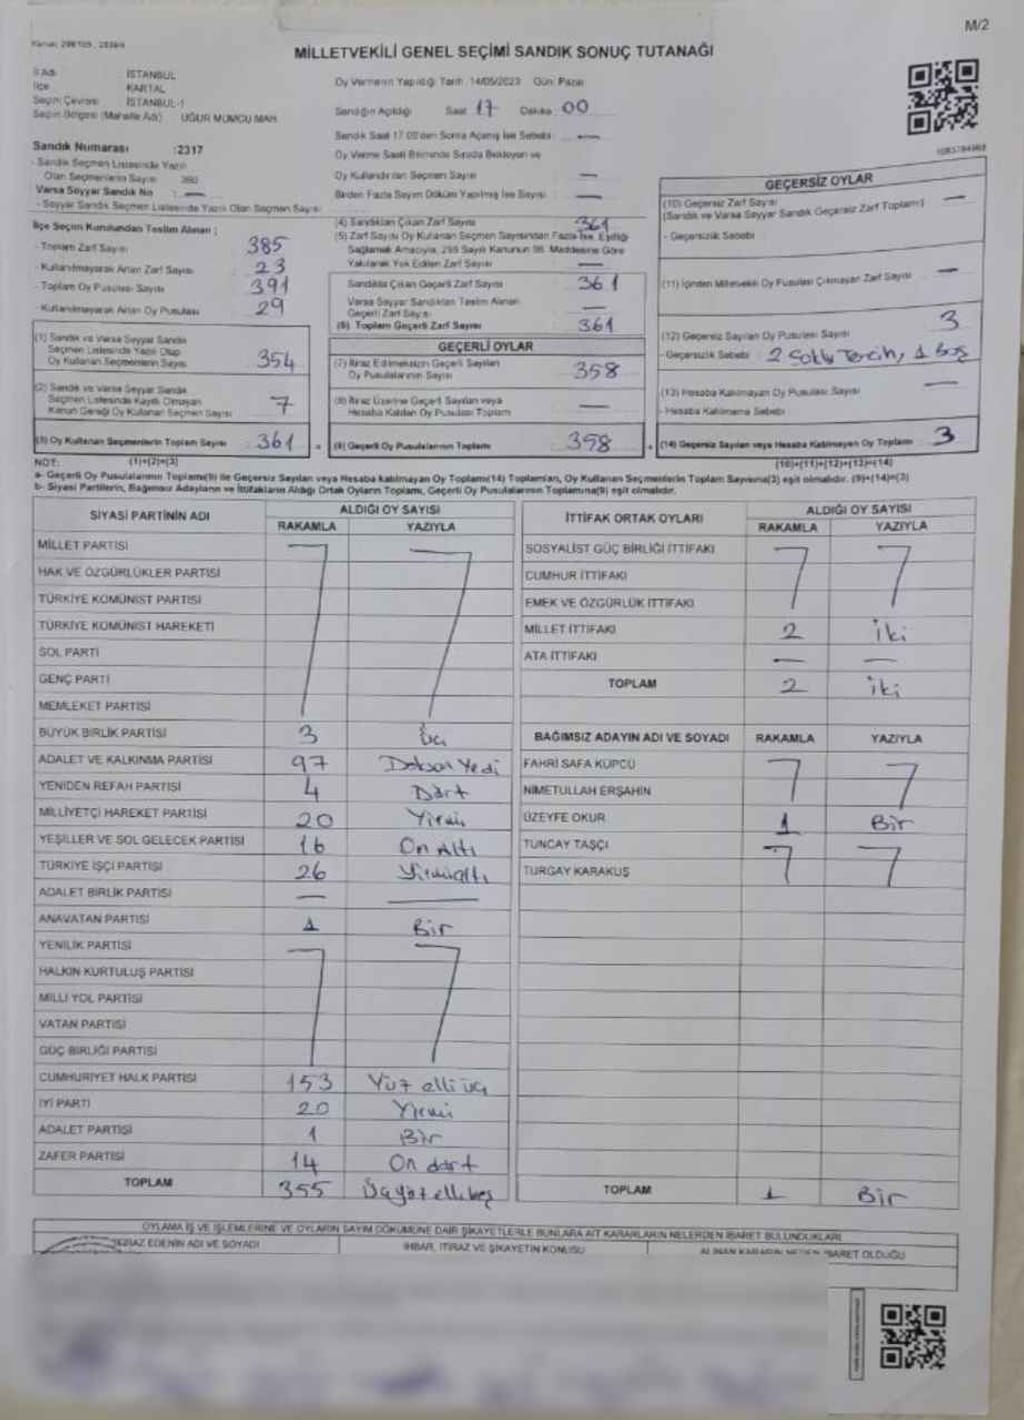 M/2
MİLLETVEKİLİ GENEL SEÇİMİ SANDIK SONUÇ TUTANAĞI
İl Adı İSTANBUL
İlçe KARTAL
Seçim Çevresi İSTANBUL-1
Seçim Bölgesi (Mahalle Adı) UĞUR MUMCU MAH.
Sandık Numarası :2317
- Sandık Seçmen Listesinde Yazılı
Olan Seçmenlerin Sayısı
Varsa Seyyar Sandık No : —
- Seyyar Sandık Seçmen Listesinde Yazılı Olan Seçmen Sayısı
İlçe Seçim Kurulundan Teslim Alınan ;
- Toplam Zarf Sayısı 385
- Kullanılmayarak Artan Zarf Sayısı 23
- Toplam Oy Pusulası Sayısı 391
- Kullanılmayarak Artan Oy Pusulası 29
(1) Sandık ve Varsa Seyyar Sandık
Seçmen Listesinde Yazılı Olup
Oy Kullanan Seçmenlerin Sayısı 354
(2) Sandık ve Varsa Seyyar Sandık
Seçmen Listesinde Kayıtlı Olmayan
Kanun Gereği Oy Kullanan Seçmen Sayısı 7
(3) Oy Kullanan Seçmenlerin Toplam Sayısı 361
(1)+(2)=(3)
Oy Vermenin Yapıldığı Tarih :14/05/2023 Gün: Pazar
Sandığın Açıldığı Saat 17 Dakika 00
Sandık Saat 17.00'den Sonra Açılmış İse Sebebi —
Oy Verme Saati Bitiminde Sırada Bekleyen ve
Oy Kullandırılan Seçmen Sayısı —
Birden Fazla Sayım Dökümü Yapılmış İse Sayısı —
(4) Sandıktan Çıkan Zarf Sayısı 361
(5) Zarf Sayısı Oy Kullanan Seçmen Sayısından Fazla İse, Eşitliği
Sağlamak Amacıyla, 298 Sayılı Kanunun 98. Maddesine Göre
Yakılarak Yok Edilen Zarf Sayısı —
Sandıkta Çıkan Geçerli Zarf Sayısı 361
Varsa Seyyar Sandıktan Teslim Alınan
Geçerli Zarf Sayısı —
(6) Toplam Geçerli Zarf Sayısı 361
GEÇERLİ OYLAR
(7) İtiraz Edilmeksizin Geçerli Sayılan
Oy Pusulalarının Sayısı 358
(8) İtiraz Üzerine Geçerli Sayılan veya
Hesaba Katılan Oy Pusulası Toplam —
(9) Geçerli Oy Pusulalarının Toplamı 358
GEÇERSİZ OYLAR
(10) Geçersiz Zarf Sayısı
(Sandık ve Varsa Seyyar Sandık Geçersiz Zarf Toplamı) —
- Geçersizlik Sebebi
(11) İçinden Milletvekili Oy Pusulası Çıkmayan Zarf Sayısı —
(12) Geçersiz Sayılan Oy Pusulası Sayısı 3
- Geçersizlik Sebebi 2 Tercih, 1 Boş
(13) Hesaba Katılmayan Oy Pusulası Sayısı —
- Hesaba Katılmama Sebebi
(14) Geçersiz Sayılan veya Hesaba Katılmayan Oy Toplamı 3
(10)+(11)+(12)+(13)=(14)
NOT:
a- Geçerli Oy Pusulalarının Toplamı(9) ile Geçersiz Sayılan veya Hesaba katılmayan Oy Toplamı(14) Toplamları, Oy Kullanan Seçmenlerin Toplam Sayısına(3) eşit olmalıdır. (9)+(14)=(3)
b- Siyasi Partilerin, Bağımsız Adayların ve İttifakların Aldığı Ortak Oyların Toplamı, Geçerli Oy Pusulalarının Toplamına(9) eşit olmalıdır.
SİYASİ PARTİNİN ADI ALDIĞI OY SAYISI
RAKAMLA YAZIYLA
MİLLET PARTİSİ
HAK VE ÖZGÜRLÜKLER PARTİSİ
TÜRKİYE KOMÜNİST PARTİSİ
TÜRKİYE KOMÜNİST HAREKETİ
SOL PARTİ
GENÇ PARTİ
MEMLEKET PARTİSİ
BÜYÜK BİRLİK PARTİSİ 3 Üç
ADALET VE KALKINMA PARTİSİ 97 Doksan Yedi
YENİDEN REFAH PARTİSİ 4 Dört
MİLLİYETÇİ HAREKET PARTİSİ 20 Yirmi
YEŞİLLER VE SOL GELECEK PARTİSİ 16 On Altı
TÜRKİYE İŞÇİ PARTİSİ 26 Yirmialtı
ADALET BİRLİK PARTİSİ — —
ANAVATAN PARTİSİ 1 Bir
YENİLİK PARTİSİ
HALKIN KURTULUŞ PARTİSİ
MİLLİ YOL PARTİSİ
VATAN PARTİSİ
GÜÇ BİRLİĞİ PARTİSİ
CUMHURİYET HALK PARTİSİ 153 Yüz elli üç
İYİ PARTİ 20 Yirmi
ADALET PARTİSİ 1 Bir
ZAFER PARTİSİ 14 On dört
TOPLAM 355 Üçyüz ellibeş
İTTİFAK ORTAK OYLARI ALDIĞI OY SAYISI
RAKAMLA YAZIYLA
SOSYALİST GÜÇ BİRLİĞİ İTTİFAKI
CUMHUR İTTİFAKI
EMEK VE ÖZGÜRLÜK İTTİFAKI
MİLLET İTTİFAKI 2 İki
ATA İTTİFAKI — —
TOPLAM 2 İki
BAĞIMSIZ ADAYIN ADI VE SOYADI RAKAMLA YAZIYLA
FAHRİ SAFA KÜPCÜ
NİMETULLAH ERŞAHİN
ÜZEYFE OKUR 1 Bir
TUNCAY TAŞÇI
TURGAY KARAKUŞ
TOPLAM 1 Bir
OYLAMA İŞ VE İŞLEMLERİNE VE OYLARIN SAYIM DÖKÜMÜNE DAİR ŞİKAYETLERLE BUNLARA AİT KARARLARIN NELERDEN İBARET BULUNDUKLARI
İTİRAZ EDENİN ADI VE SOYADI İHBAR, İTİRAZ VE ŞİKAYETİN KONUSU ALINAN KARARIN NEDEN İBARET OLDUĞU